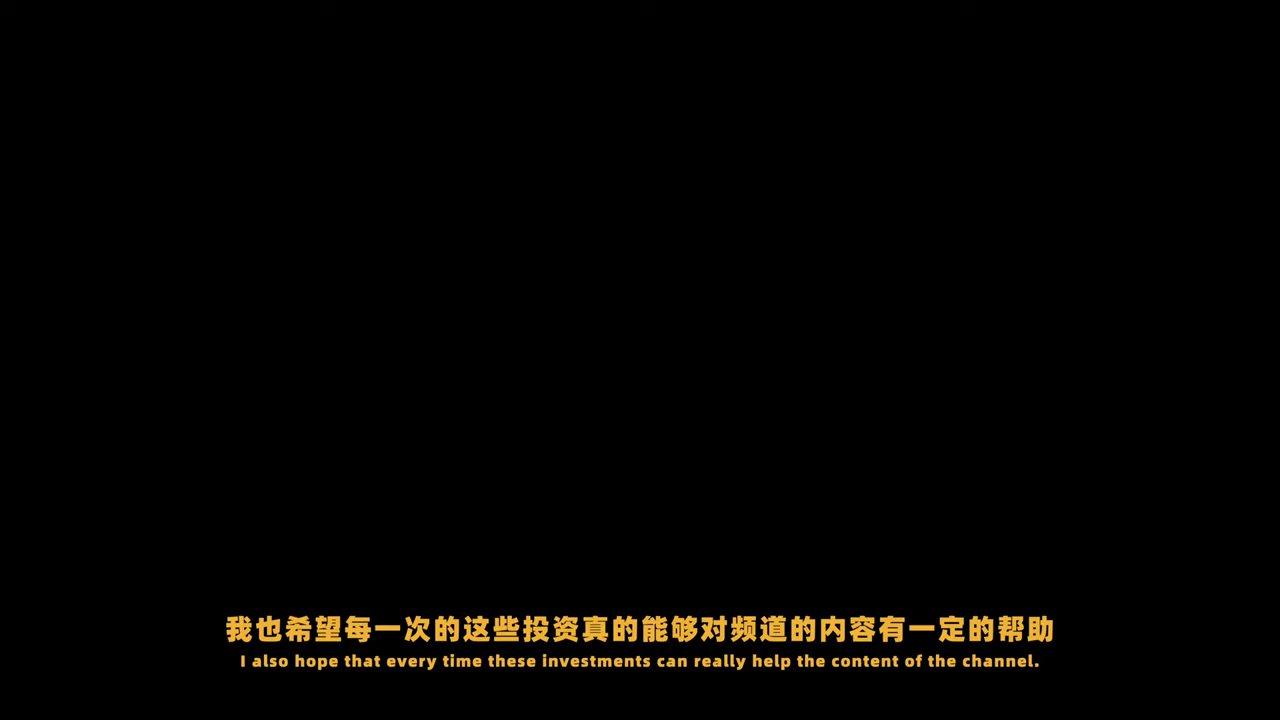 我也希望每一次的这些投资真的能够对频道的内容有一定的帮助
I also hope that every time these investments can really help the content of the channel.